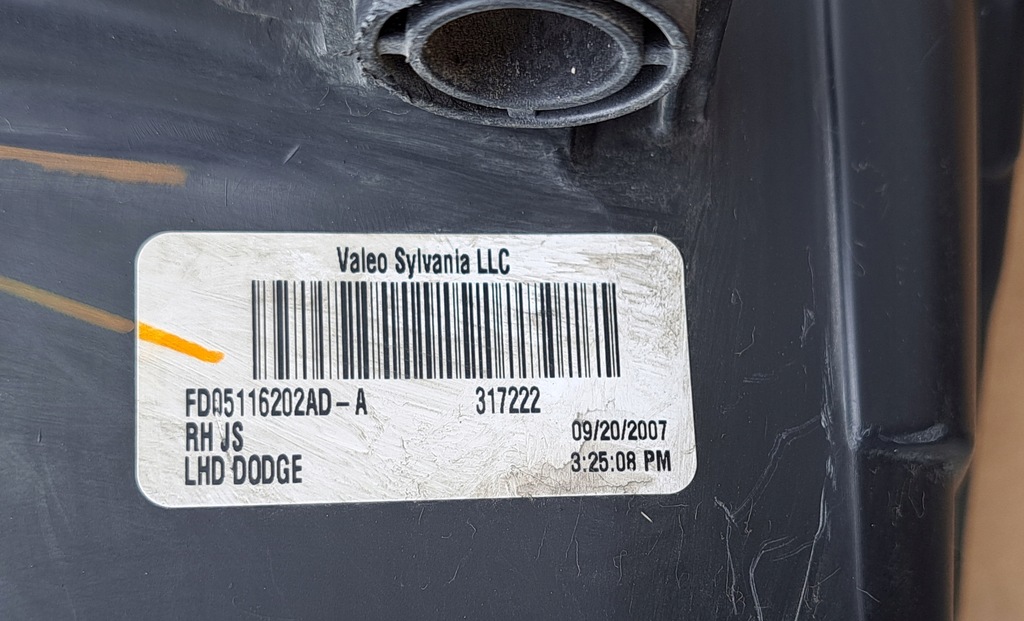 Valeo Sylvania LLC
FD05116202AD-A 317222
RH JS 09/20/2007
LHD DODGE 3:25:08 PM